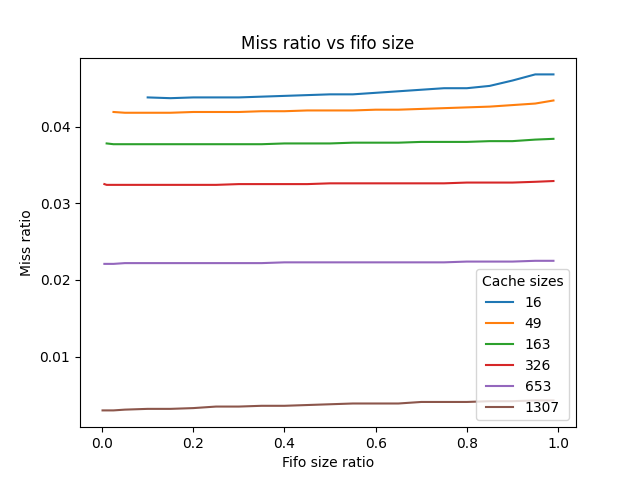 Miss ratio vs fifo size
Miss ratio
0.04
0.03
0.02
0.01
0.0 0.2 0.4 0.6 0.8 1.0
Fifo size ratio
Cache sizes
16
49
163
326
653
1307